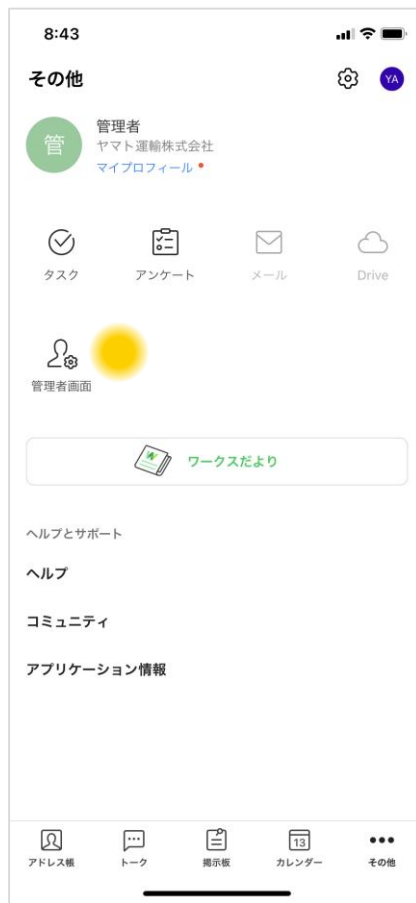 8:43
その他
YA
管
管理者
ヤマト運輸株式会社
マイプロフィール
タスク
アンケート
メール
Drive
管理者画面
W
ワークスだより
ヘルプとサポート
ヘルプ
コミュニティ
アプリケーション情報
13
アドレス帳
トーク
掲示板
カレンダー
その他